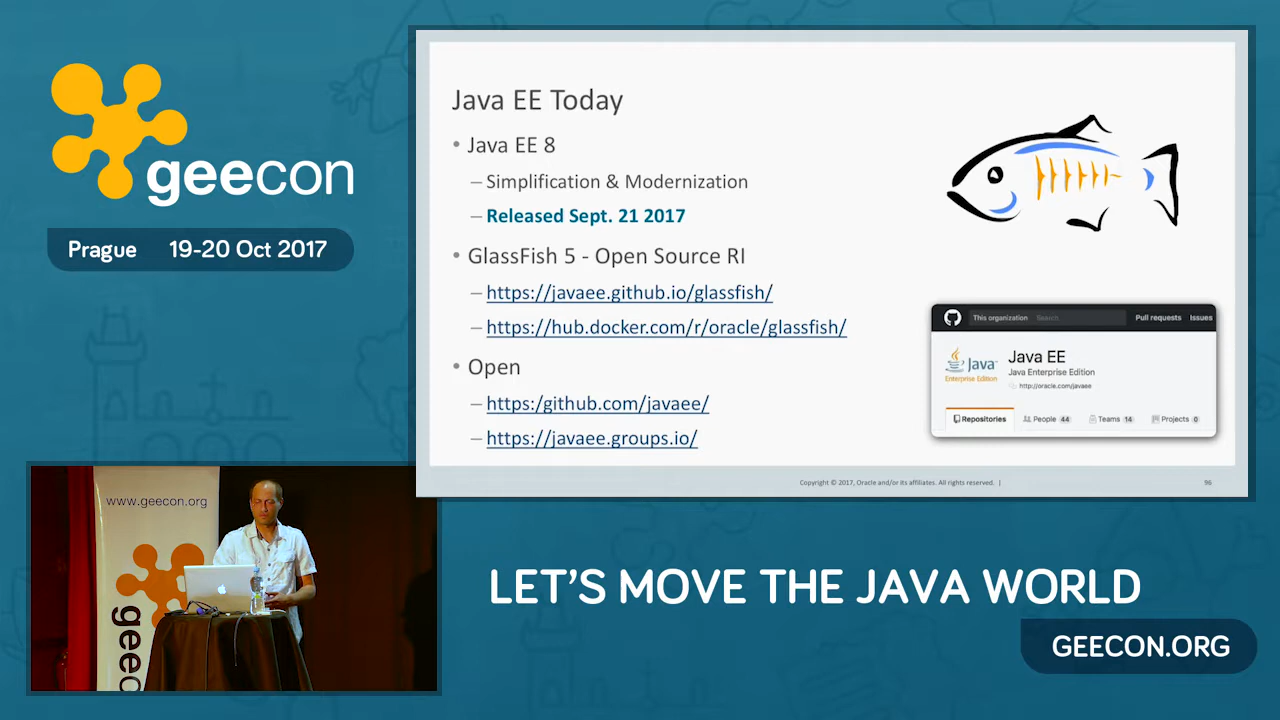 geecon
Prague 19-20 Oct 2017
Java EE Today
• Java EE 8
– Simplification & Modernization
– Released Sept. 21 2017
• GlassFish 5 - Open Source RI
– https://javaee.github.io/glassfish/
– https://hub.docker.com/r/oracle/glassfish/
• Open
– https:/github.com/javaee/
– https://javaee.groups.io/
This organization Search Pull requests Issues
Java
Enterprise Edition
Java EE
Java Enterprise Edition
http://oracle.com/javaee
Repositories People 44 Teams 14 Projects 0
Copyright © 2017, Oracle and/or its affiliates. All rights reserved. |
96
www.geecon.org
geeco
LET'S MOVE THE JAVA WORLD
GEECON.ORG